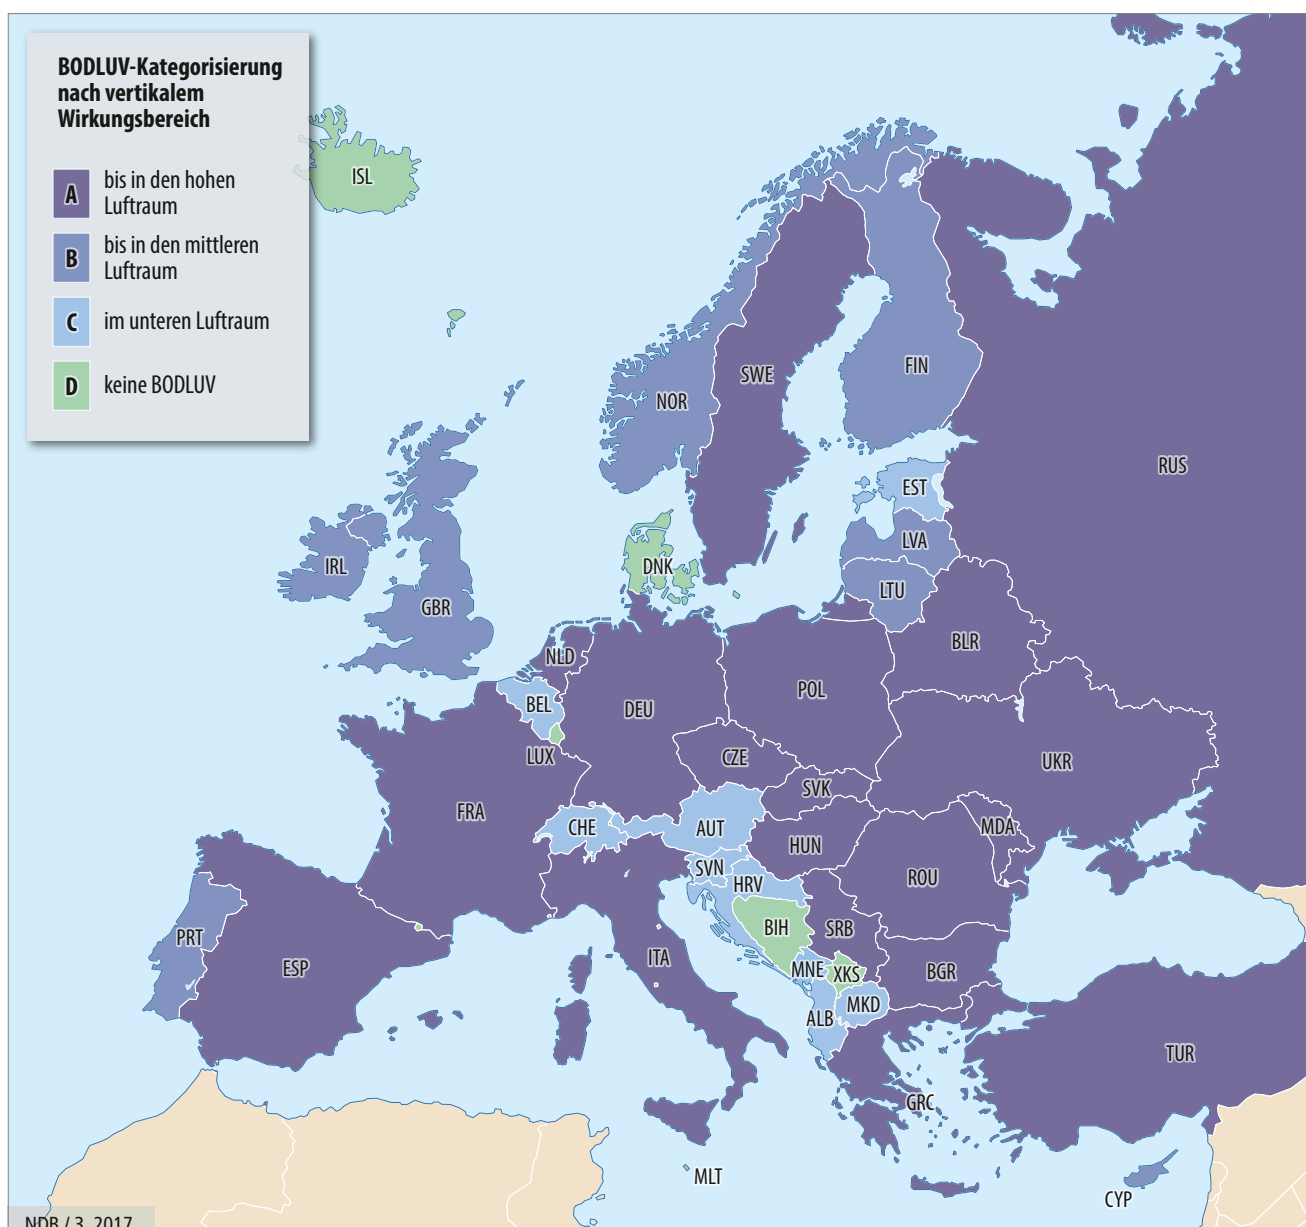 BODLUV-Kategorisierung
nach vertikalem
Wirkungsbereich
A
bis in den hohen
Luftraum
B
bis in den mittleren
Luftraum
C
im unteren Luftraum
D
keine BODLUV
ISL
FIN
SWE
NOR
RUS
EST
LVA
IRL
DNK
LTU
GBR
BLR
NLD
POL
BEL
DEU
LUX
CZE
UKR
SVK
FRA
CHE
AUT
MDA
HUN
SVN
ROU
HRV
BIH
SRB
PRT
ITA
ESP
MNE
XKS
BGR
MKD
ALB
TUR
GRC
MLT
CYP
NDB / 3 2017